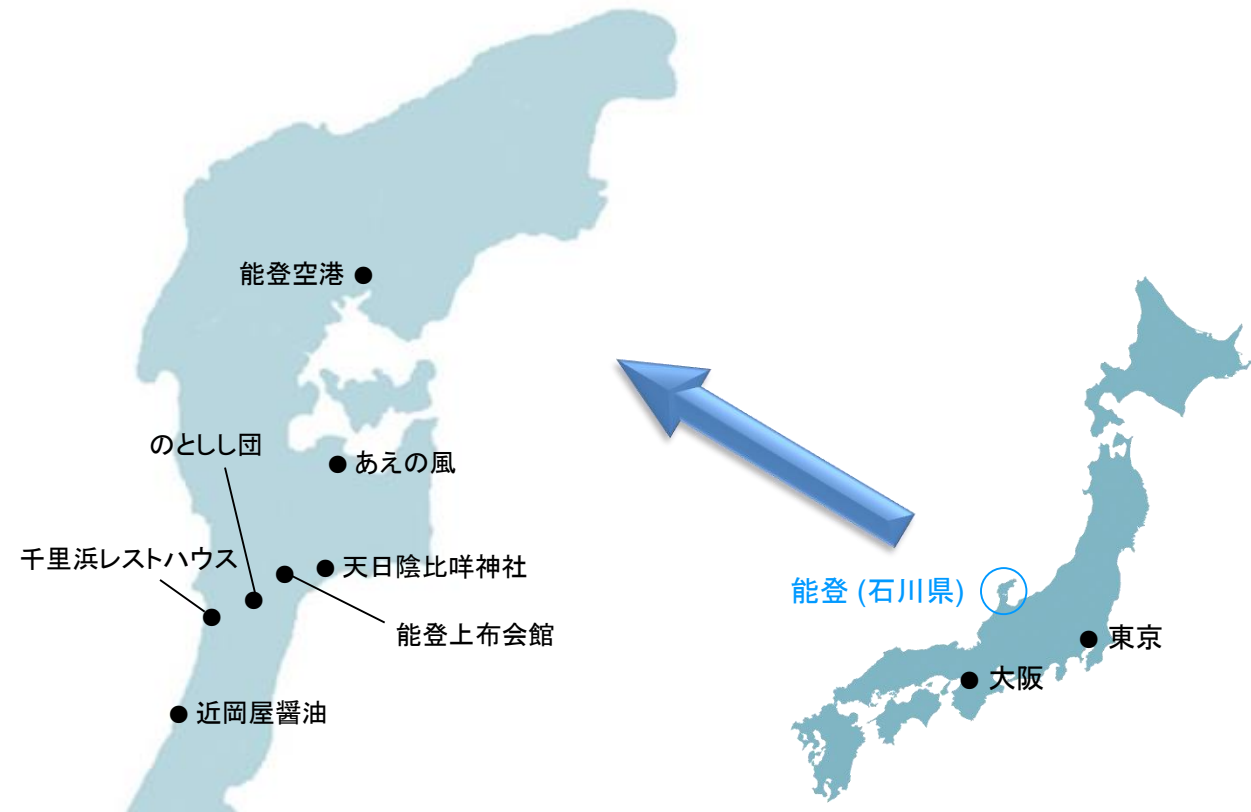 能登空港
のとしし団
あえの風
千里浜レストハウス
天日陰比咩神社
能登上布会館
近岡屋醤油
能登 (石川県)
東京
大阪